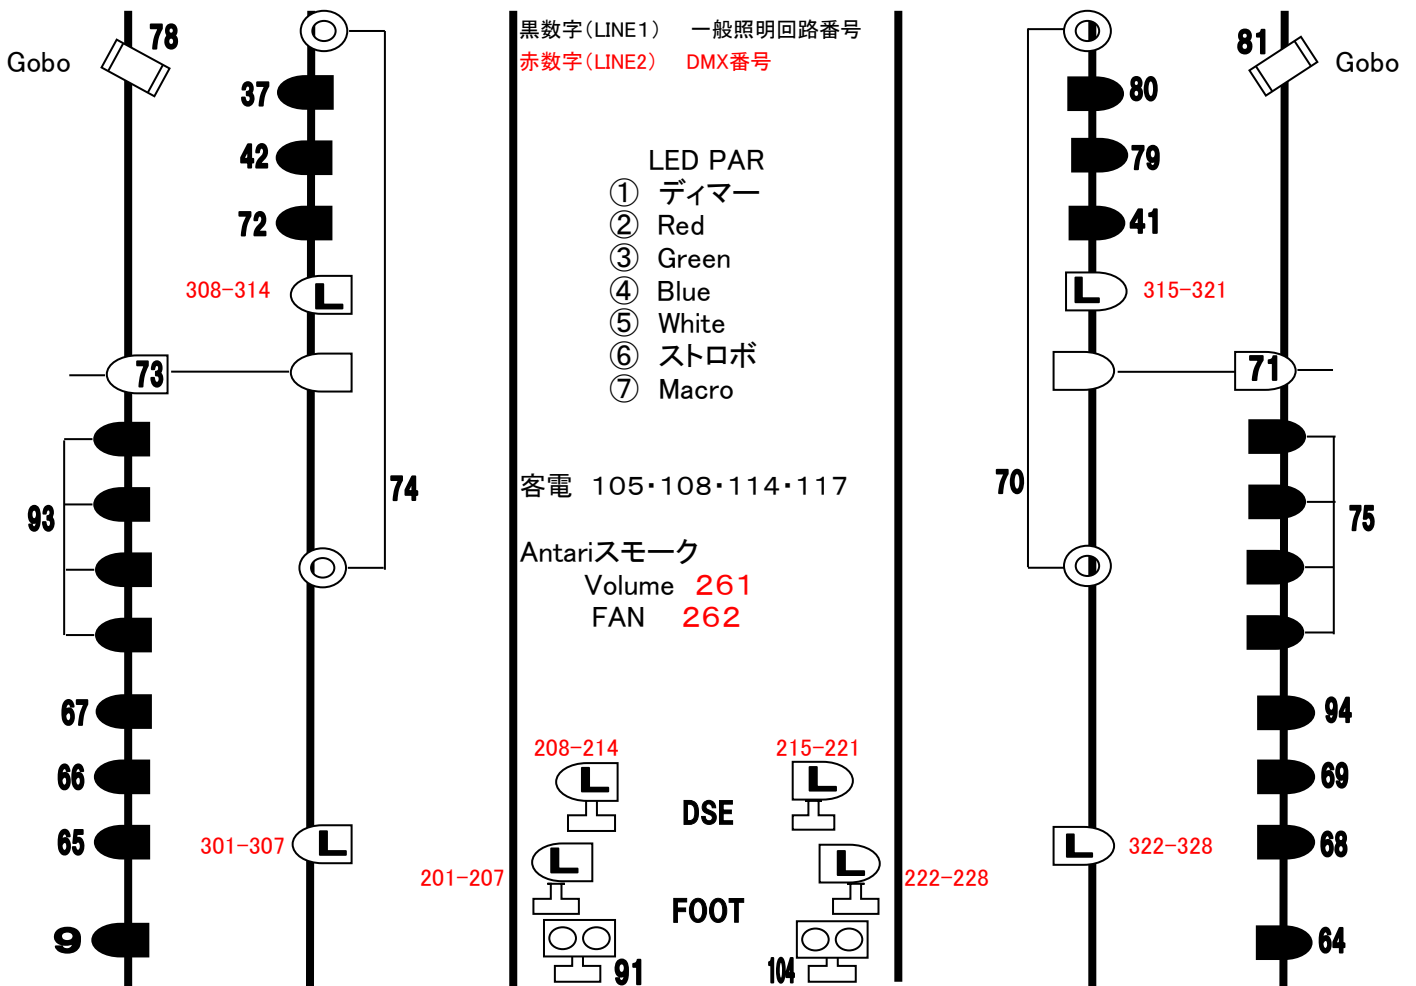 黒数字(LINE1) 一般照明回路番号
赤数字(LINE2) DMX番号
78
Gobo
81
Gobo
37
80
42
79
72
41
LED PAR
① ディマー
② Red
③ Green
④ Blue
⑤ White
⑥ ストロボ
⑦ Macro
308-314
L
L
315-321
73
71
74
70
93
75
客電 105・108・114・117
Antariスモーク
Volume 261
FAN 262
67
94
66
69
65
68
208-214
215-221
L
L
DSE
301-307
L
L
322-328
201-207
L
L
222-228
FOOT
9
64
91
104